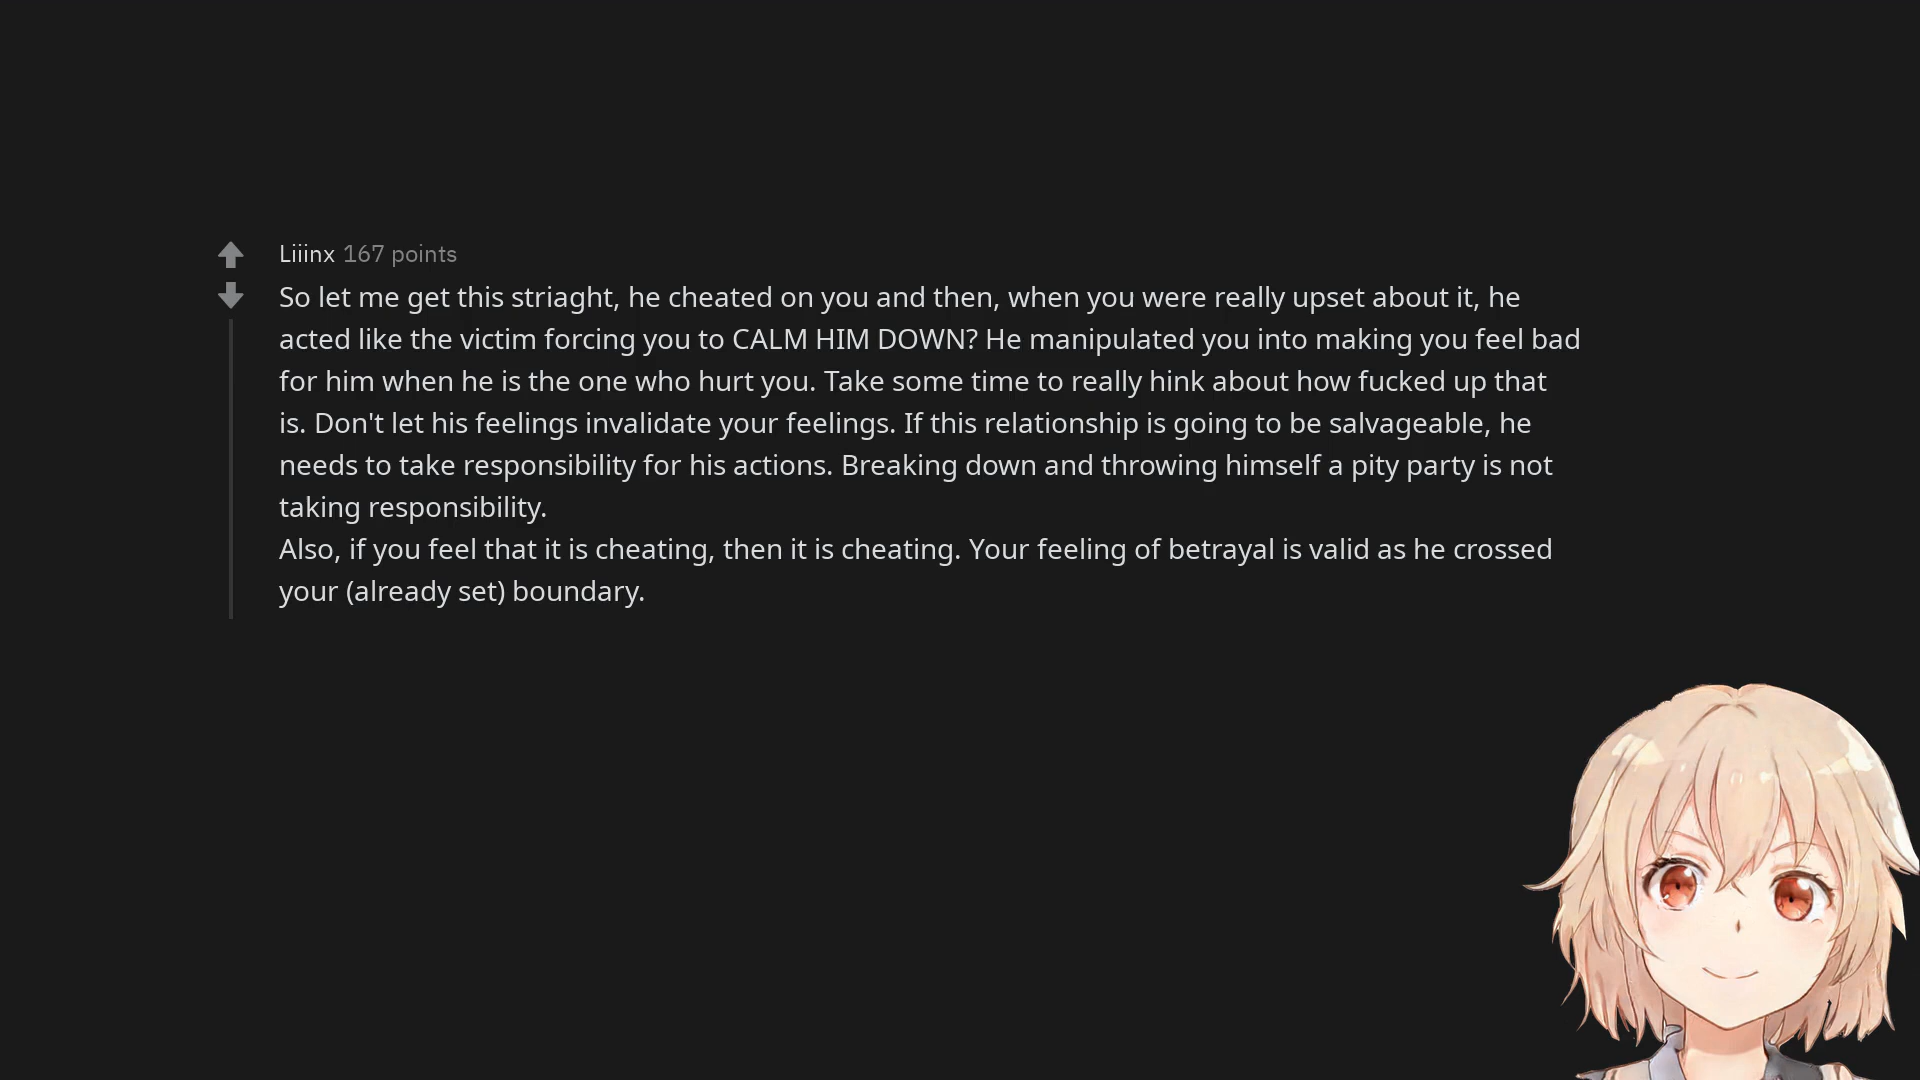 Liiinx 167 points
So let me get this striaght, he cheated on you and then, when you were really upset about it, he
acted like the victim forcing you to CALM HIM DOWN? He manipulated you into making you feel bad
for him when he is the one who hurt you. Take some time to really hink about how fucked up that
is. Don't let his feelings invalidate your feelings. If this relationship is going to be salvageable, he
needs to take responsibility for his actions. Breaking down and throwing himself a pity party is not
taking responsibility.
Also, if you feel that it is cheating, then it is cheating. Your feeling of betrayal is valid as he crossed
your (already set) boundary.